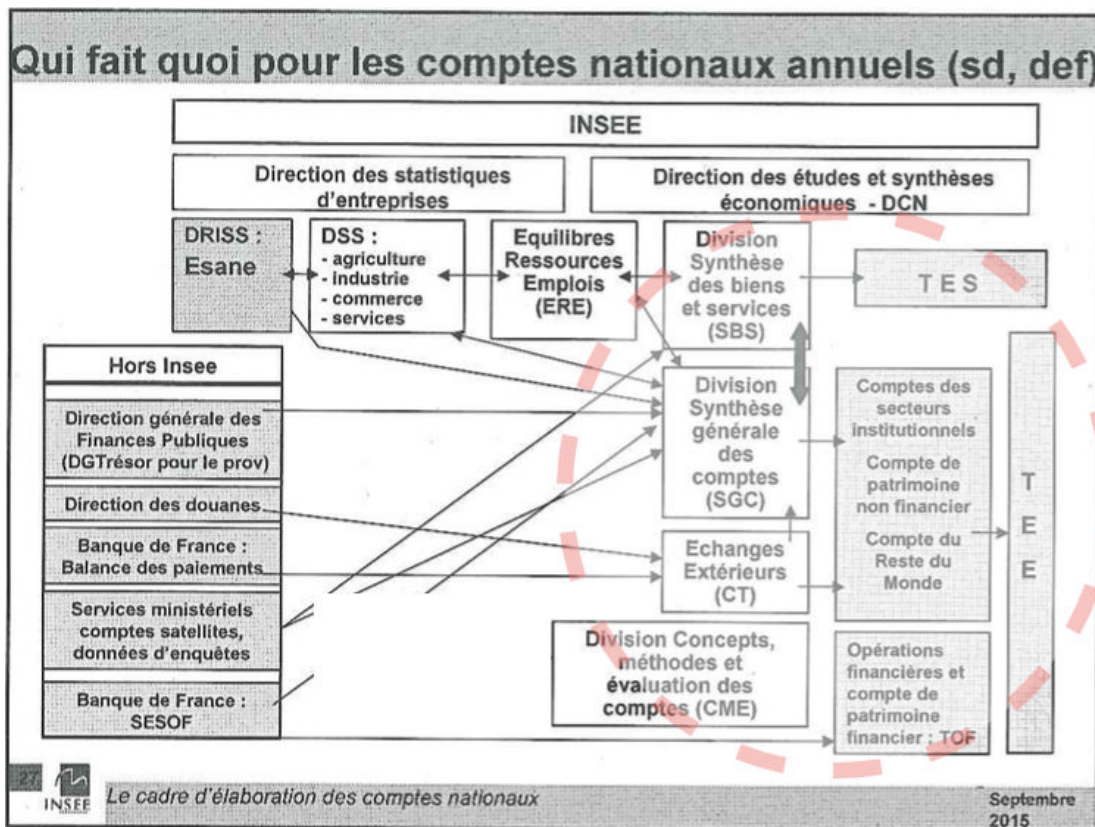 Qui fait quoi pour les comptes nationaux annuels (sd, def)
INSEE
Direction des statistiques
d'entreprises
Direction des études et synthèses
économiques - DCN
DRISS :
Esane
DSS :
- agriculture
- industrie
- commerce
- services
Equilibres
Ressources
Emplois
(ERE)
Division
Synthèse
des biens
et services
(SBS)
T E S
Hors Insee
Direction générale des
Finances Publiques
(DGTrésor pour le prov)
Direction des douanes
Banque de France :
Balance des paiements
Services ministériels
comptes satellites,
données d'enquêtes
Banque de France :
SESOF
Division
Synthèse
générale
des
comptes
(SGC)
Echanges
Extérieurs
(CT)
Division Concepts,
méthodes et
évaluation des
comptes (CME)
Comptes des
secteurs
institutionnels
Compte de
patrimoine
non financier
Compte du
Reste du
Monde
Opérations
financières et
compte de
patrimoine
financier : TOF
T
E
E
27
INSEE
Le cadre d'élaboration des comptes nationaux
Septembre
2015